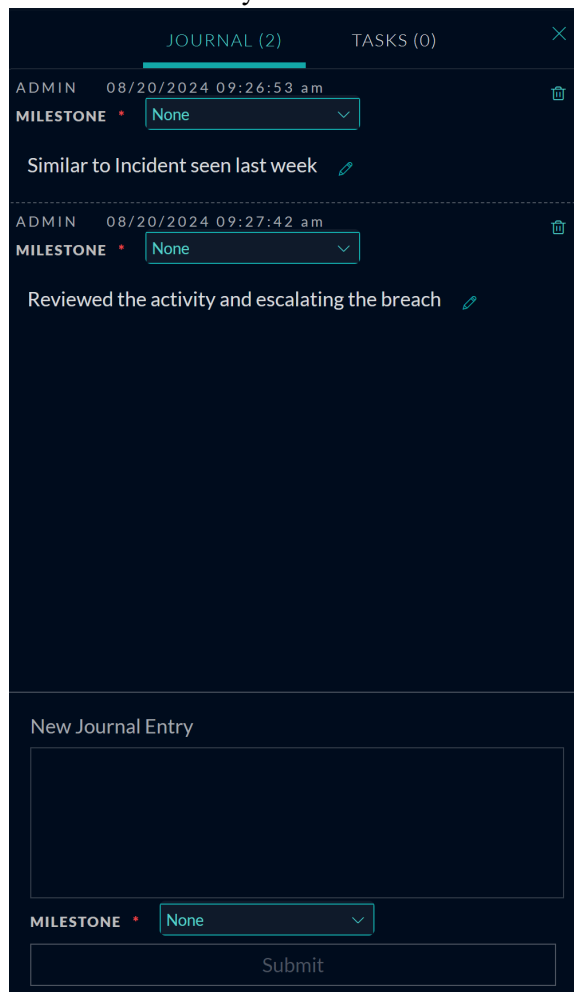 JOURNAL (2) TASKS (0)
ADMIN 08/20/2024 09:26:53 am
MILESTONE * None
Similar to Incident seen last week
ADMIN 08/20/2024 09:27:42 am
MILESTONE * None
Reviewed the activity and escalating the breach
New Journal Entry
MILESTONE * None
Submit